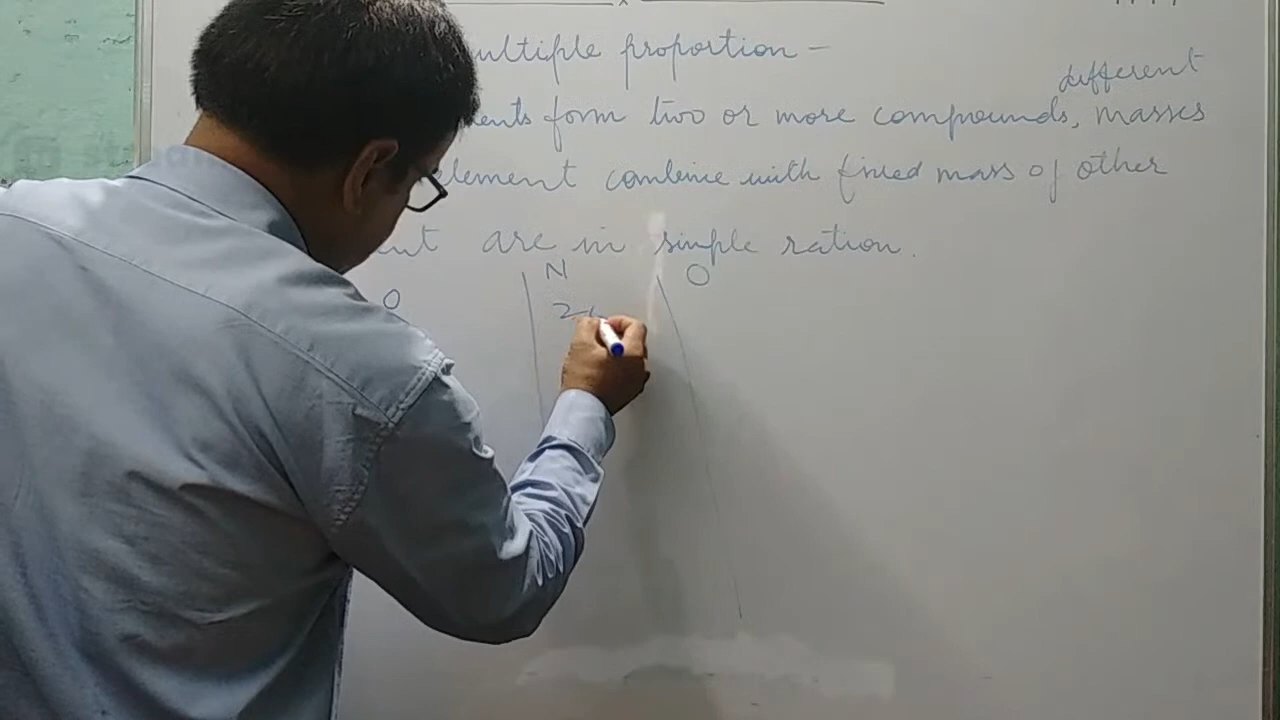 ultiple proportion -
different
ents form two or more compounds, masses
lement combine with fixed mass of other
ent are in simple ration.
N O
O